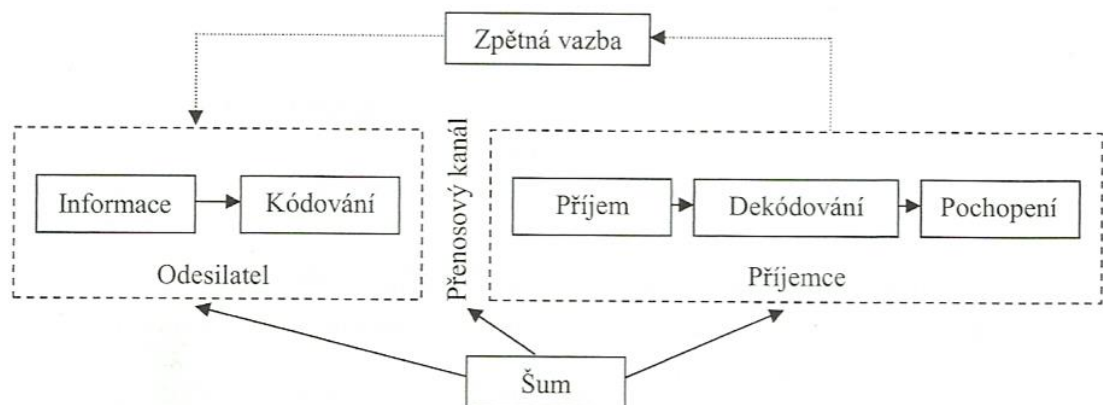 Zpětná vazba
Informace
Kódování
Odesilatel
Přenosový kanál
Příjem
Dekódování
Pochopení
Příjemce
Šum